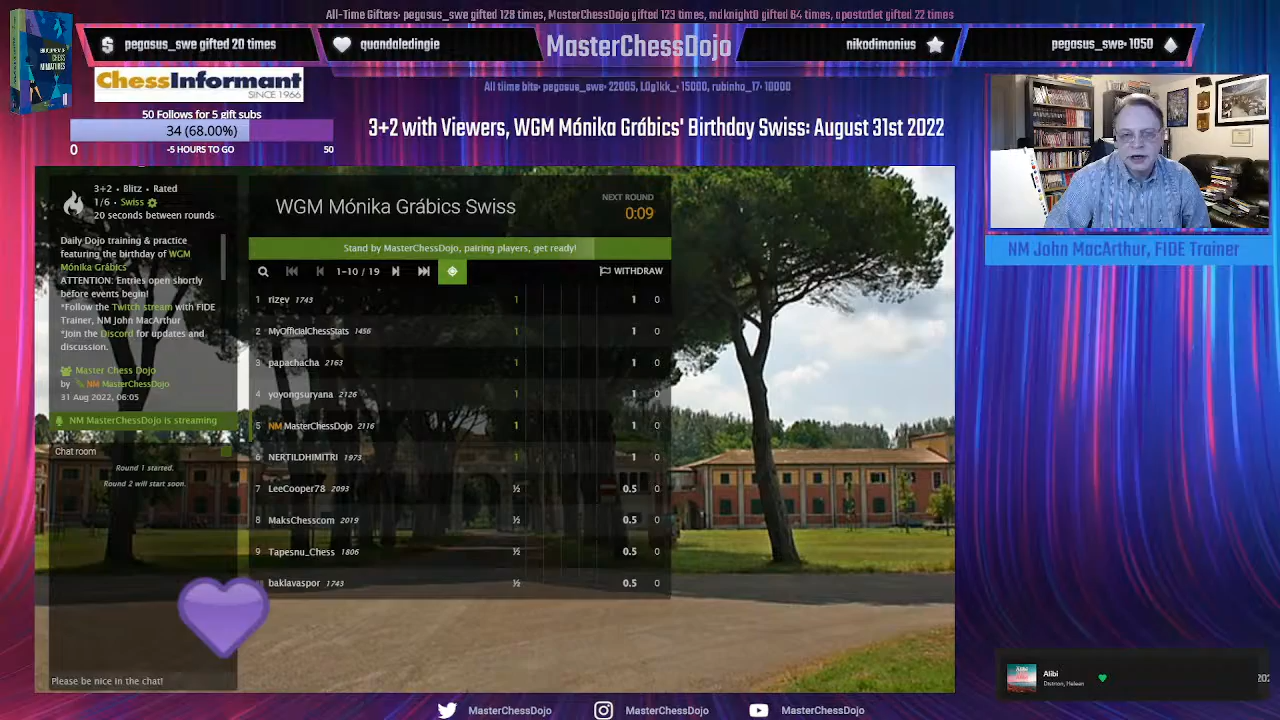 All-Time Gifters: pegasus_swe gifted 128 times, MasterChessDojo gifted 123 times, mdknight0 gifted 64 times, apostatlet gifted 22 times
pegasus_swe gifted 20 times
quandaledingie
MasterChessDojo
nikodimonius
pegasus_swe: 1050
ChessInformant
SINCE 1966
All time bits: pegasus_swe: 22005, L0g1kk_: 15000, rubinho_17: 10000
50 Follows for 5 gift subs
34 (68.00%)
0
-5 HOURS TO GO
50
3+2 with Viewers, WGM Mónika Grábics' Birthday Swiss: August 31st 2022
NM John MacArthur, FIDE Trainer
3+2 • Blitz • Rated
1/6 • Swiss
20 seconds between rounds
Daily Dojo training & practice
featuring the birthday of WGM
Mónika Grábics
ATTENTION: Entries open shortly
before events begin!
*Follow the Twitch stream with FIDE
Trainer, NM John MacArthur
*Join the Discord for updates and
discussion.
Master Chess Dojo
by NM MasterChessDojo
31 Aug 2022, 06:05
NM MasterChessDojo is streaming
Chat room
Round 1 started.
Round 2 will start soon.
Please be nice in the chat!
WGM Mónika Grábics Swiss
NEXT ROUND
0:09
Stand by MasterChessDojo, pairing players, get ready!
1-10 / 19
WITHDRAW
1 rizev 1743 1 1 0
2 MyOfficialChessStats 1456 1 1 0
3 papachacha 2163 1 1 0
4 yoyongsuryana 2126 1 1 0
5 NM MasterChessDojo 2116 1 1 0
6 NERTILDHIMITRI 1973 1 1 0
7 LeeCooper78 2093 ½ 0.5 0
8 MaksChesscom 2019 ½ 0.5 0
9 Tapesnu_Chess 1806 ½ 0.5 0
baklavaspor 1743 ½ 0.5 0
Alibi
MasterChessDojo
MasterChessDojo
MasterChessDojo